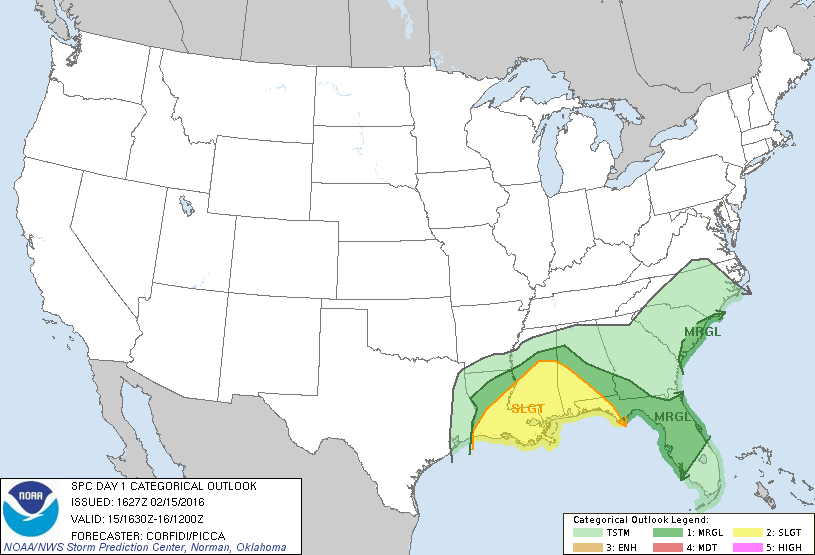 MRGL
SLGT
MRGL
NOAA
SPC DAY 1 CATEGORICAL OUTLOOK
ISSUED: 1627Z 02/15/2016
VALID: 15/1630Z-16/1200Z
FORECASTER: CORFIDI/PICCA
NOAA/NWS Storm Prediction Center, Norman, Oklahoma
Categorical Outlook Legend:
TSTM 1: MRGL 2: SLGT
3: ENH 4: MDT 5: HIGH